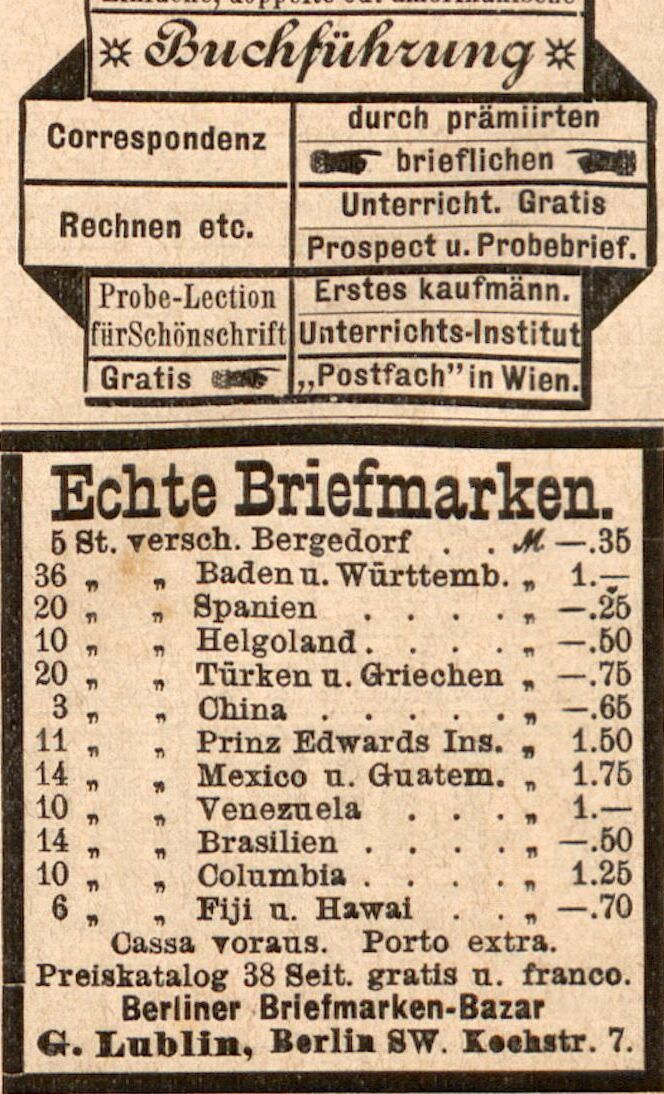 Einfache, doppelte od. amerikanische
Buchführung
Correspondenz
Rechnen etc.
durch prämiirten
brieflichen
Unterricht. Gratis
Prospect u. Probebrief.
Probe-Lection
für Schönschrift
Gratis
Erstes kaufmänn.
Unterrichts-Institut
„Postfach” in Wien.
Echte Briefmarken.
5 St. versch. Bergedorf . . M —.35
36 „ „ Baden u. Württemb. „ 1.—
20 „ „ Spanien . . . . „ —.25
10 „ „ Helgoland . . . . „ —.50
20 „ „ Türken u. Griechen „ —.75
3 „ „ China . . . . . „ —.65
11 „ „ Prinz Edwards Ins. „ 1.50
14 „ „ Mexico u. Guatem. „ 1.75
10 „ „ Venezuela . . . „ 1.—
14 „ „ Brasilien . . . . „ —.50
10 „ „ Columbia . . . . „ 1.25
6 „ „ Fiji u. Hawai . . „ —.70
Cassa voraus. Porto extra.
Preiskatalog 38 Seit. gratis u. franco.
Berliner Briefmarken-Bazar
G. Lublin, Berlin SW. Kochstr. 7.